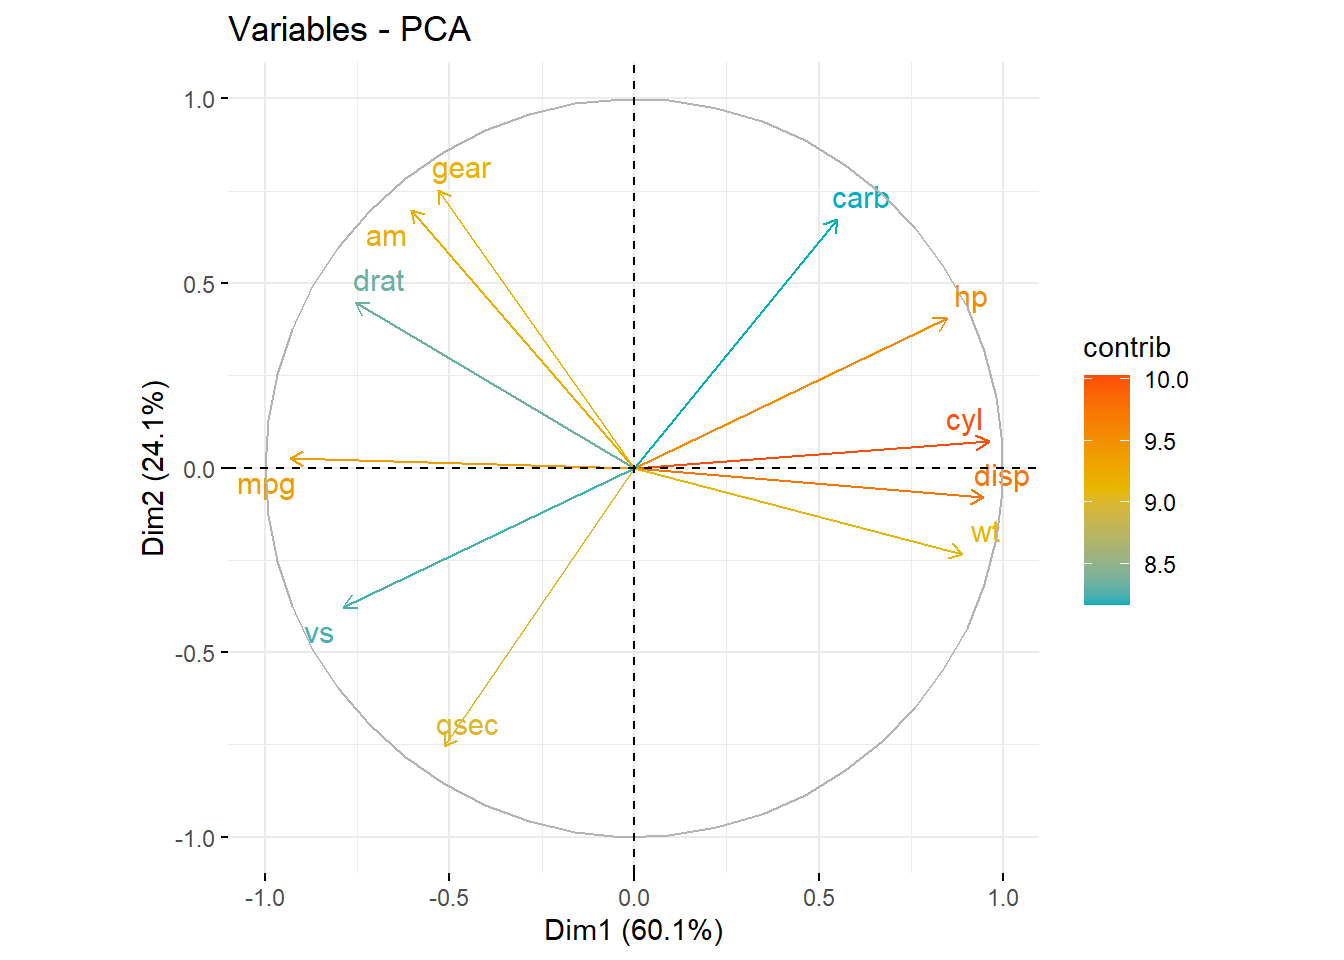 Variables - PCA
1.0
0.5
0.0
-0.5
-1.0
Dim2 (24.1%)
gear
am
drat
mpg
vs
qsec
carb
hp
cyl
disp
wt
-1.0
-0.5
0.0
0.5
1.0
Dim1 (60.1%)
contrib
10.0
9.5
9.0
8.5